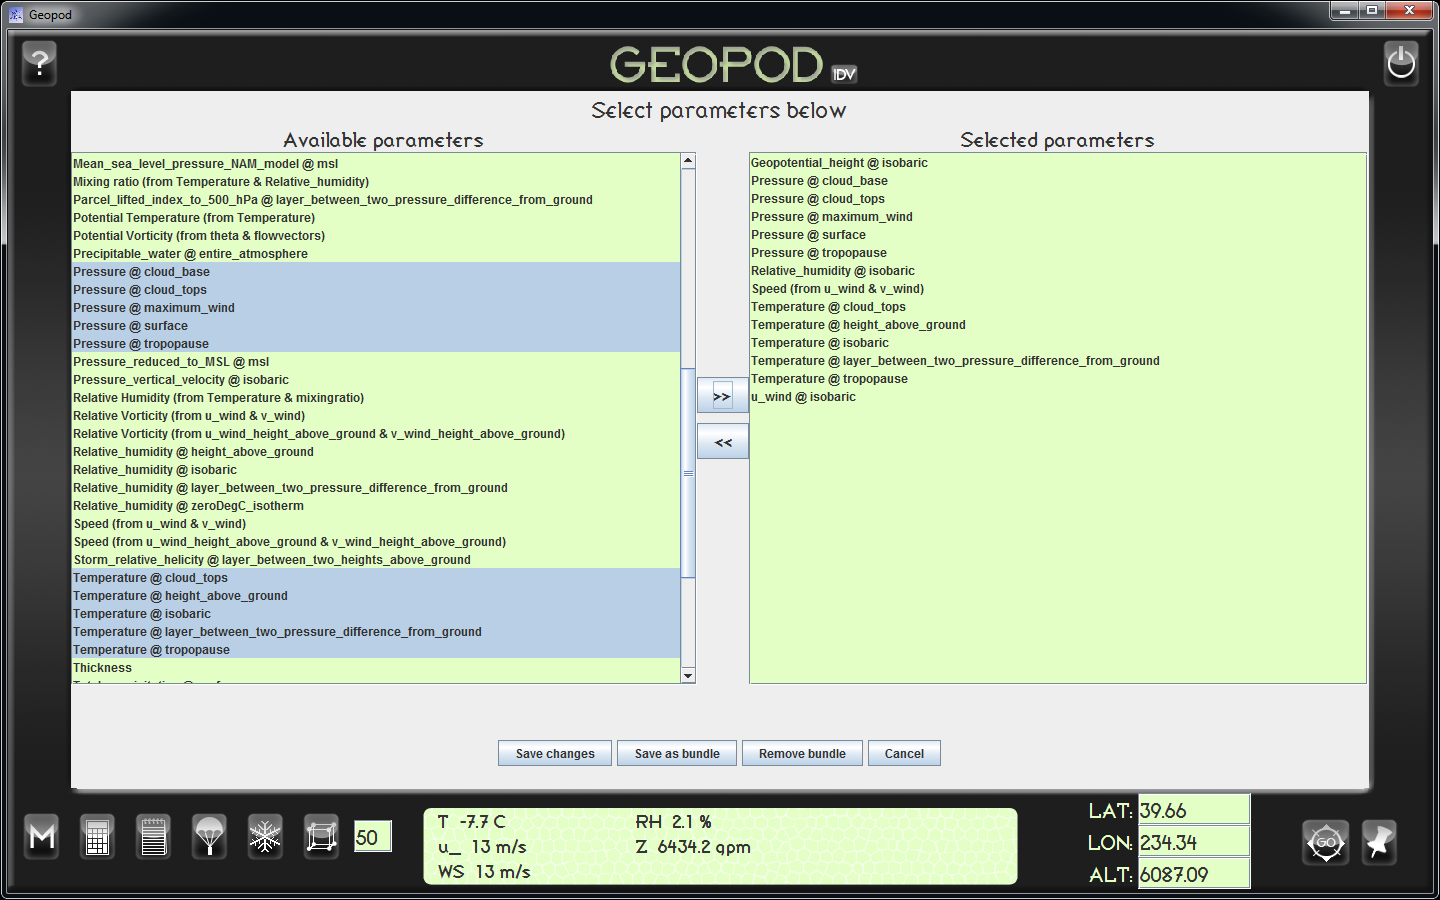 Geopod
?
GEOPOD IDV
Select parameters below
Available parameters
Mean_sea_level_pressure_NAM_model @ msl
Mixing ratio (from Temperature & Relative_humidity)
Parcel_lifted_index_to_500_hPa @ layer_between_two_pressure_difference_from_ground
Potential Temperature (from Temperature)
Potential Vorticity (from theta & flowvectors)
Precipitable_water @ entire_atmosphere
Pressure @ cloud_base
Pressure @ cloud_tops
Pressure @ maximum_wind
Pressure @ surface
Pressure @ tropopause
Pressure_reduced_to_MSL @ msl
Pressure_vertical_velocity @ isobaric
Relative Humidity (from Temperature & mixingratio)
Relative Vorticity (from u_wind & v_wind)
Relative Vorticity (from u_wind_height_above_ground & v_wind_height_above_ground)
Relative_humidity @ height_above_ground
Relative_humidity @ isobaric
Relative_humidity @ layer_between_two_pressure_difference_from_ground
Relative_humidity @ zeroDegC_isotherm
Speed (from u_wind & v_wind)
Speed (from u_wind_height_above_ground & v_wind_height_above_ground)
Storm_relative_helicity @ layer_between_two_heights_above_ground
Temperature @ cloud_tops
Temperature @ height_above_ground
Temperature @ isobaric
Temperature @ layer_between_two_pressure_difference_from_ground
Temperature @ tropopause
Thickness
>>
<<
Selected parameters
Geopotential_height @ isobaric
Pressure @ cloud_base
Pressure @ cloud_tops
Pressure @ maximum_wind
Pressure @ surface
Pressure @ tropopause
Relative_humidity @ isobaric
Speed (from u_wind & v_wind)
Temperature @ cloud_tops
Temperature @ height_above_ground
Temperature @ isobaric
Temperature @ layer_between_two_pressure_difference_from_ground
Temperature @ tropopause
u_wind @ isobaric
Save changes
Save as bundle
Remove bundle
Cancel
M
50
T -7.7 C
RH 2.1 %
u_ 13 m/s
Z 6434.2 gpm
WS 13 m/s
LAT: 39.66
LON: 234.34
ALT: 6087.09
GO